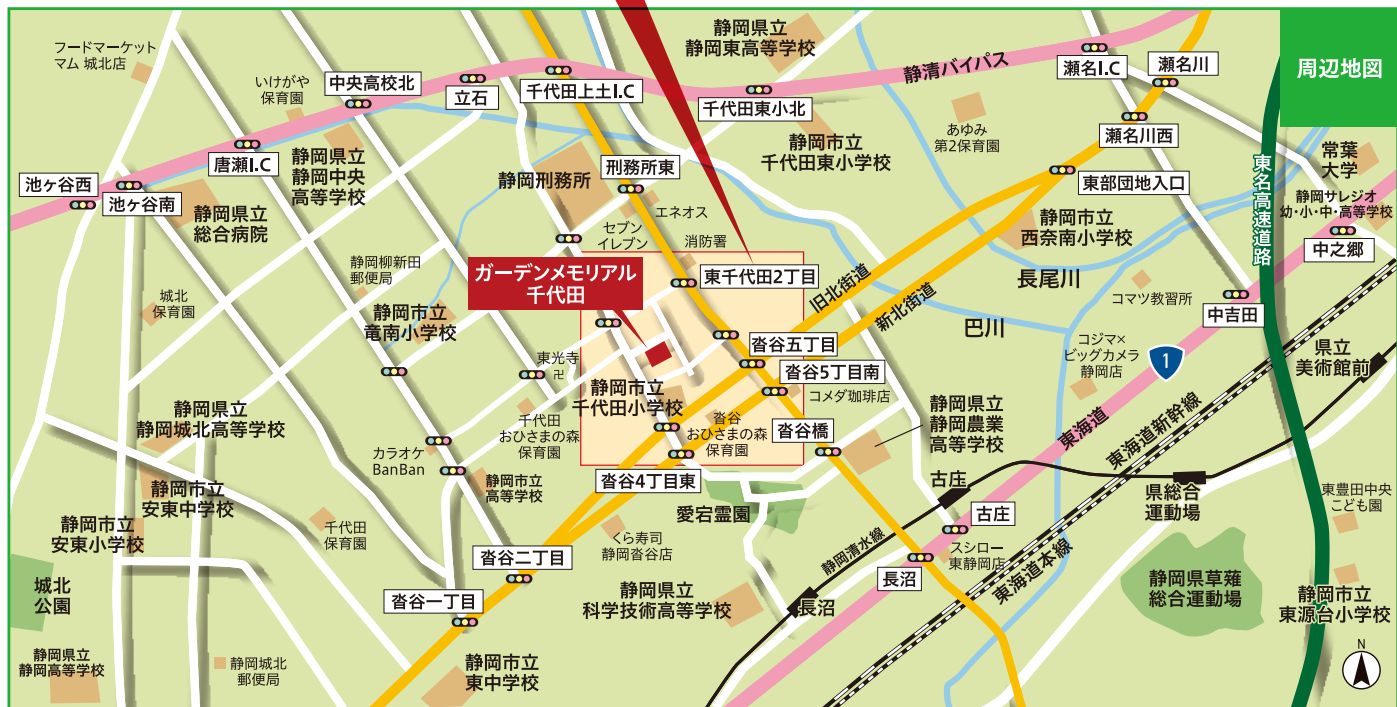 周辺地図
フードマーケット
マム 城北店
いけがや
保育園
中央高校北
立石
千代田上土I.C
静岡県立
静岡東高等学校
静清バイパス
千代田東小北
瀬名I.C
瀬名川
瀬名川西
あゆみ
第2保育園
静岡市立
千代田東小学校
唐瀬I.C
静岡県立
静岡中央
高等学校
静岡刑務所
刑務所東
東部団地入口
東名高速道路
常葉
大学
静岡サレジオ
幼・小・中・高等学校
中之郷
池ヶ谷西
池ヶ谷南
静岡県立
総合病院
エネオス
セブン
イレブン
消防署
静岡市立
西奈南小学校
静岡柳新田
郵便局
城北
保育園
ガーデンメモリアル
千代田
東千代田2丁目
旧北街道
新北街道
長尾川
巴川
コマツ教習所
中吉田
静岡市立
竜南小学校
東光寺
卍
沓谷五丁目
沓谷5丁目南
コメダ珈琲店
コジマ×
ビッグカメラ
静岡店
1
県立
美術館前
静岡市立
千代田小学校
静岡県立
静岡城北高等学校
千代田
おひさまの森
保育園
沓谷
おひさまの森
保育園
沓谷橋
静岡県立
静岡農業
高等学校
東海道
東海道新幹線
カラオケ
BanBan
静岡市立
高等学校
沓谷4丁目東
愛宕霊園
古庄
古庄
県総合
運動場
東豊田中央
こども園
静岡市立
安東中学校
静岡市立
安東小学校
千代田
保育園
沓谷二丁目
くら寿司
静岡沓谷店
静岡清水線
スシロー
東静岡店
長沼
長沼
東海道本線
静岡県草薙
総合運動場
静岡市立
東源台小学校
城北
公園
沓谷一丁目
静岡県立
科学技術高等学校
静岡県立
静岡高等学校
静岡城北
郵便局
静岡市立
東中学校
N